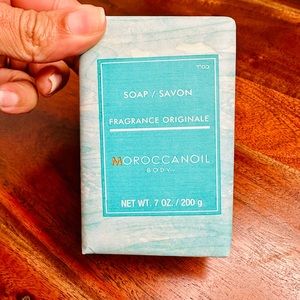 SOAP / SAVON
FRAGRANCE ORIGINALE
MOROCCANOIL
BODY
NET WT. 7 OZ. / 200 g